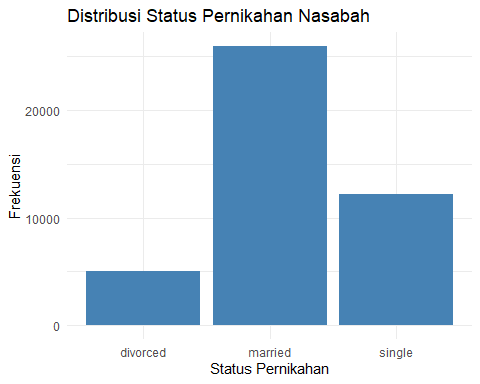 Distribusi Status Pernikahan Nasabah
Frekuensi
20000
10000
0
divorced married single
Status Pernikahan